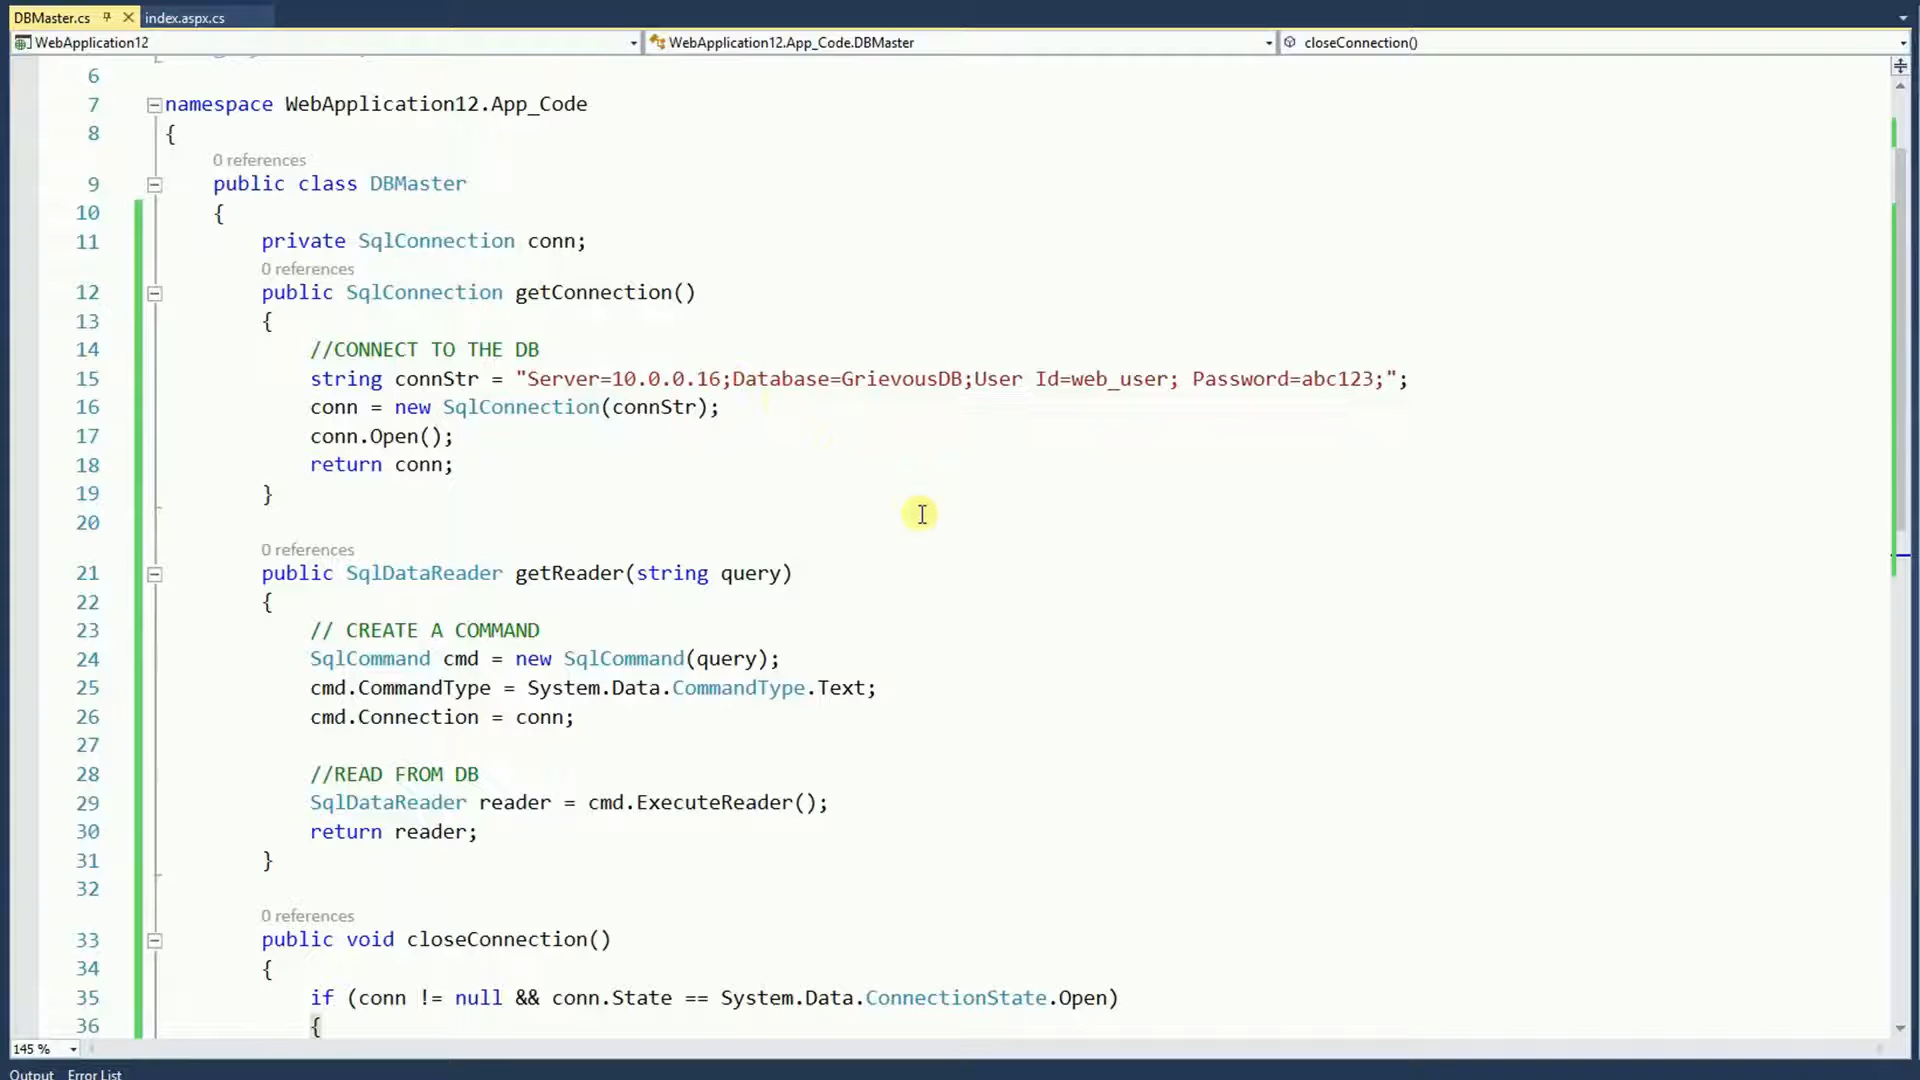 DBMaster.cs index.aspx.cs
WebApplication12 WebApplication12.App_Code.DBMaster closeConnection()
6
7 namespace WebApplication12.App_Code
8 {
0 references
9 public class DBMaster
10 {
11 private SqlConnection conn;
0 references
12 public SqlConnection getConnection()
13 {
14 //CONNECT TO THE DB
15 string connStr = "Server=10.0.0.16;Database=GrievousDB;User Id=web_user; Password=abc123;";
16 conn = new SqlConnection(connStr);
17 conn.Open();
18 return conn;
19 }
20
0 references
21 public SqlDataReader getReader(string query)
22 {
23 // CREATE A COMMAND
24 SqlCommand cmd = new SqlCommand(query);
25 cmd.CommandType = System.Data.CommandType.Text;
26 cmd.Connection = conn;
27
28 //READ FROM DB
29 SqlDataReader reader = cmd.ExecuteReader();
30 return reader;
31 }
32
0 references
33 public void closeConnection()
34 {
35 if (conn != null && conn.State == System.Data.ConnectionState.Open)
36 {
145 %
Output Error List